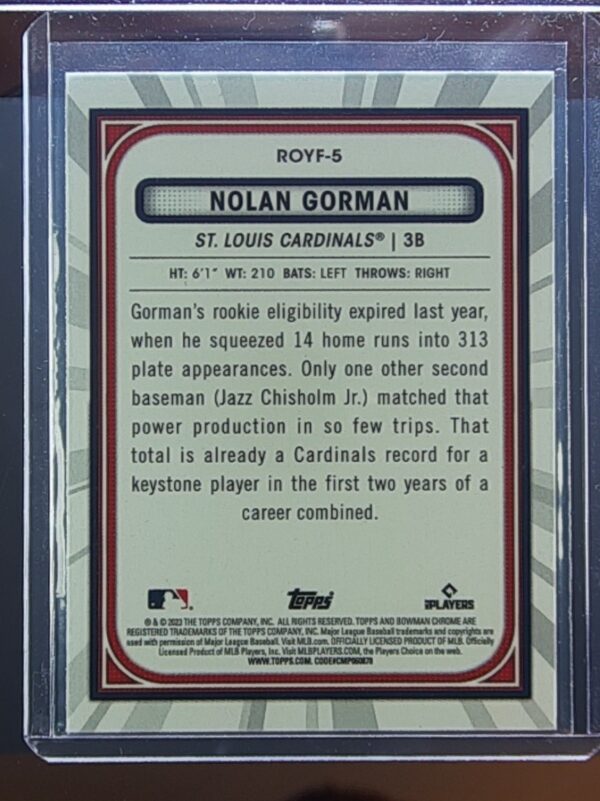 ROYF-5
NOLAN GORMAN
ST. LOUIS CARDINALS® | 3B
HT: 6'1" WT: 210 BATS: LEFT THROWS: RIGHT
Gorman's rookie eligibility expired last year,
when he squeezed 14 home runs into 313
plate appearances. Only one other second
baseman (Jazz Chisholm Jr.) matched that
power production in so few trips. That
total is already a Cardinals record for a
keystone player in the first two years of a
career combined.
Topps
PLAYERS
® & © 2023 THE TOPPS COMPANY, INC. ALL RIGHTS RESERVED. TOPPS AND BOWMAN CHROME ARE
REGISTERED TRADEMARKS OF THE TOPPS COMPANY, INC. Major League Baseball trademarks and copyrights are
used with permission of Major League Baseball. Visit MLB.com. OFFICIALLY LICENSED PRODUCT OF MLB. Officially
Licensed Product of MLB Players, Inc. Visit MLBPLAYERS.COM, the Players Choice on the web.
WWW.TOPPS.COM. CODE#CMP060878